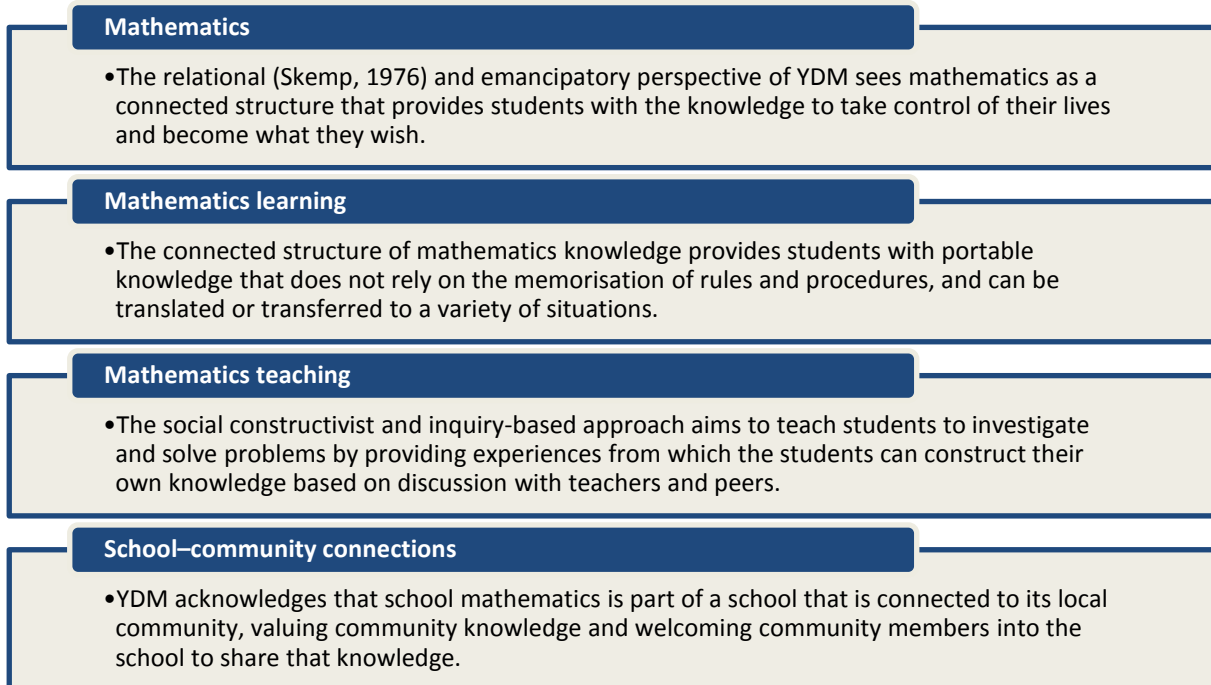 Mathematics
•The relational (Skemp, 1976) and emancipatory perspective of YDM sees mathematics as a
connected structure that provides students with the knowledge to take control of their lives
and become what they wish.
Mathematics learning
•The connected structure of mathematics knowledge provides students with portable
knowledge that does not rely on the memorisation of rules and procedures, and can be
translated or transferred to a variety of situations.
Mathematics teaching
•The social constructivist and inquiry-based approach aims to teach students to investigate
and solve problems by providing experiences from which the students can construct their
own knowledge based on discussion with teachers and peers.
School–community connections
•YDM acknowledges that school mathematics is part of a school that is connected to its local
community, valuing community knowledge and welcoming community members into the
school to share that knowledge.